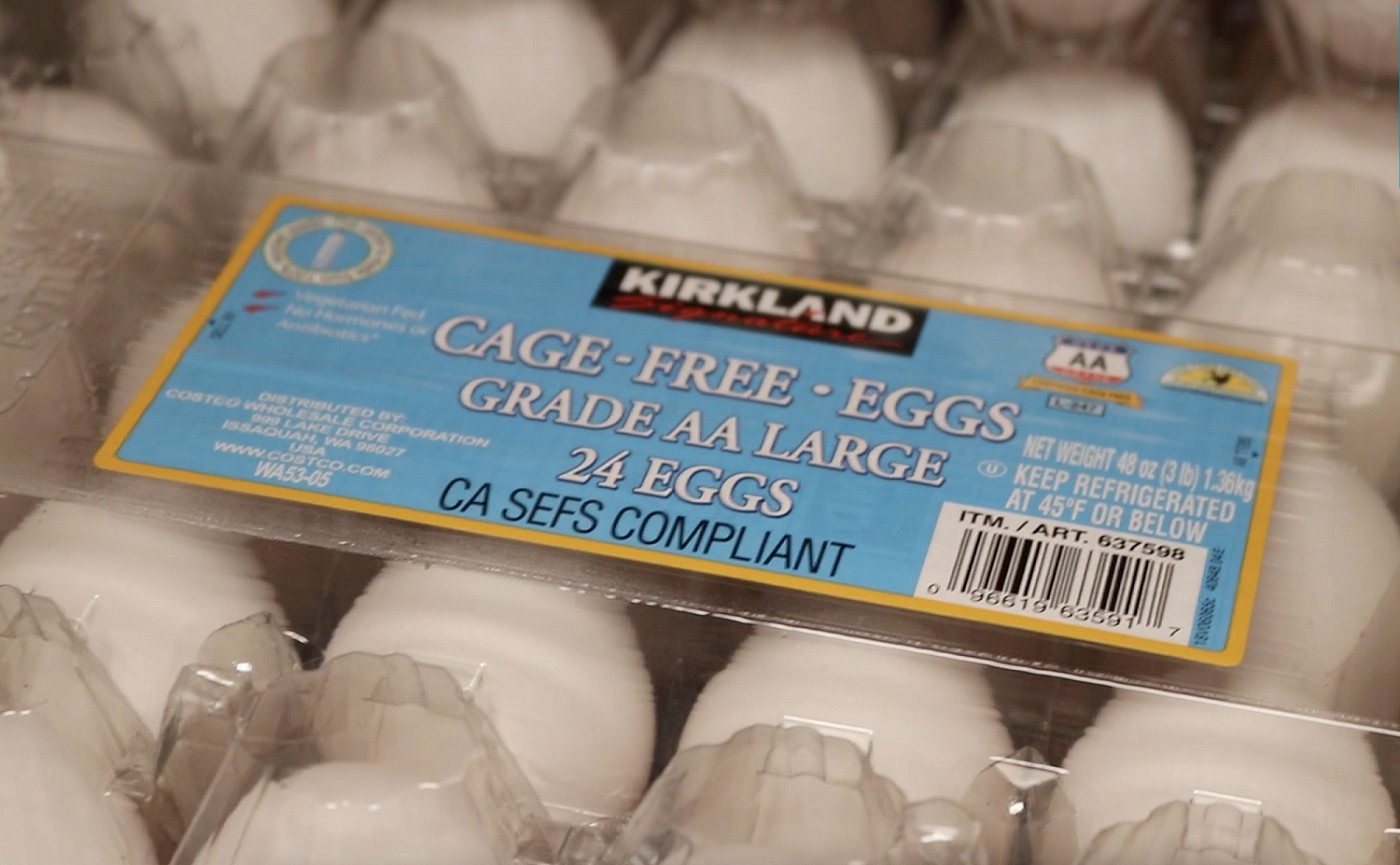 KIRKLAND
Signature
CAGE-FREE • EGGS
GRADE AA LARGE
24 EGGS
CA SEFS COMPLIANT
Vegetarian Fed
No Hormones or
Antibiotics*
DISTRIBUTED BY:
COSTCO WHOLESALE CORPORATION
999 LAKE DRIVE
ISSAQUAH, WA 98027
USA
WWW.COSTCO.COM
WA53-05
AA
NET WEIGHT 48 oz (3 lb) 1.36kg
U KEEP REFRIGERATED
AT 45°F OR BELOW
ITM. / ART. 637598
0 96619 63591 7